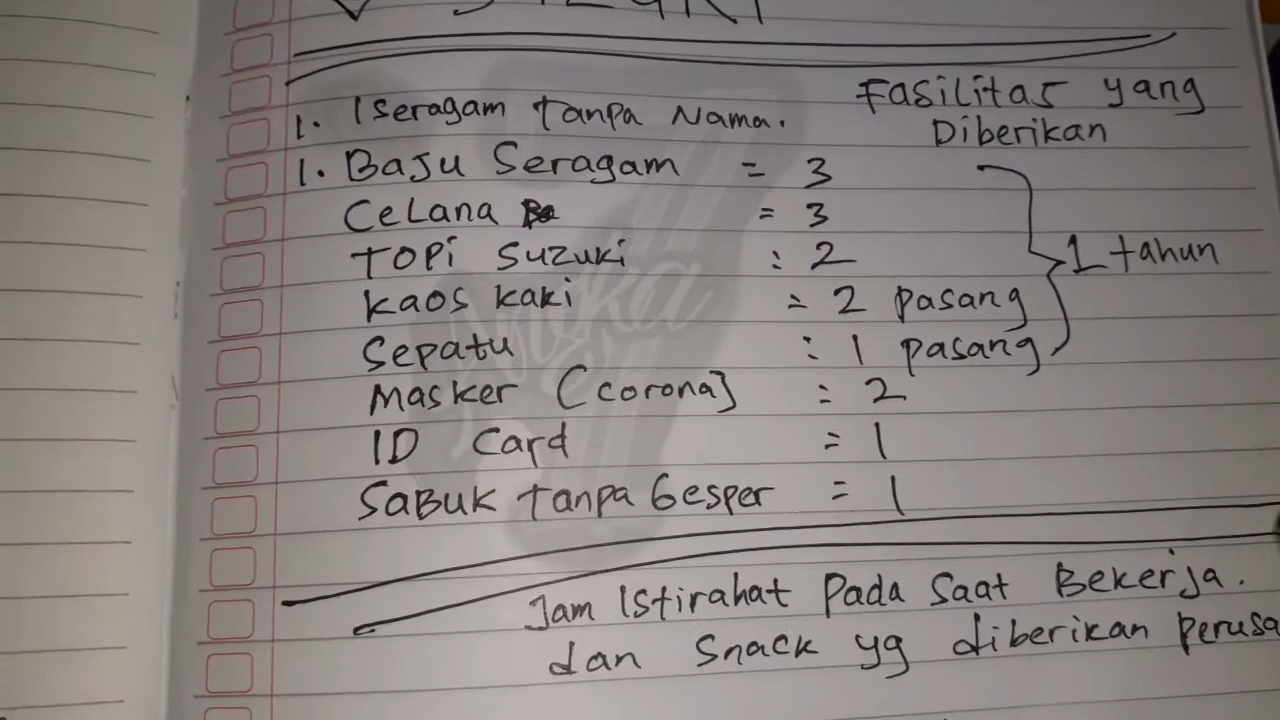 Fasilitas yang
Diberikan
1. 1 seragam tanpa Nama.
1. Baju Seragam = 3
Celana = 3
Topi Suzuki : 2
Kaos kaki = 2 pasang
Sepatu : 1 pasang
1 tahun
Masker (corona) : 2
ID Card = 1
Sabuk tanpa Gesper = 1
Jam Istirahat Pada Saat Bekerja.
dan Snack yg diberikan perusa